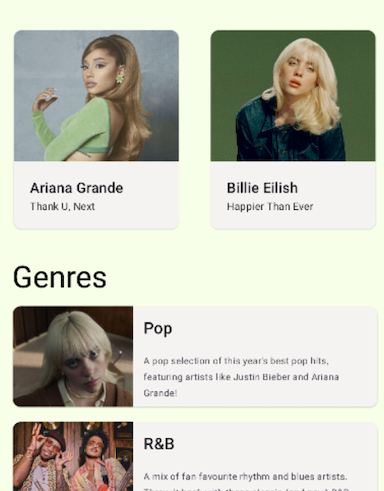 Ariana Grande
Thank U, Next
Billie Eilish
Happier Than Ever
Genres
Pop
A pop selection of this year's best pop hits,
featuring artists like Justin Bieber and Ariana
Grande!
R&B
A mix of fan favourite rhythm and blues artists.